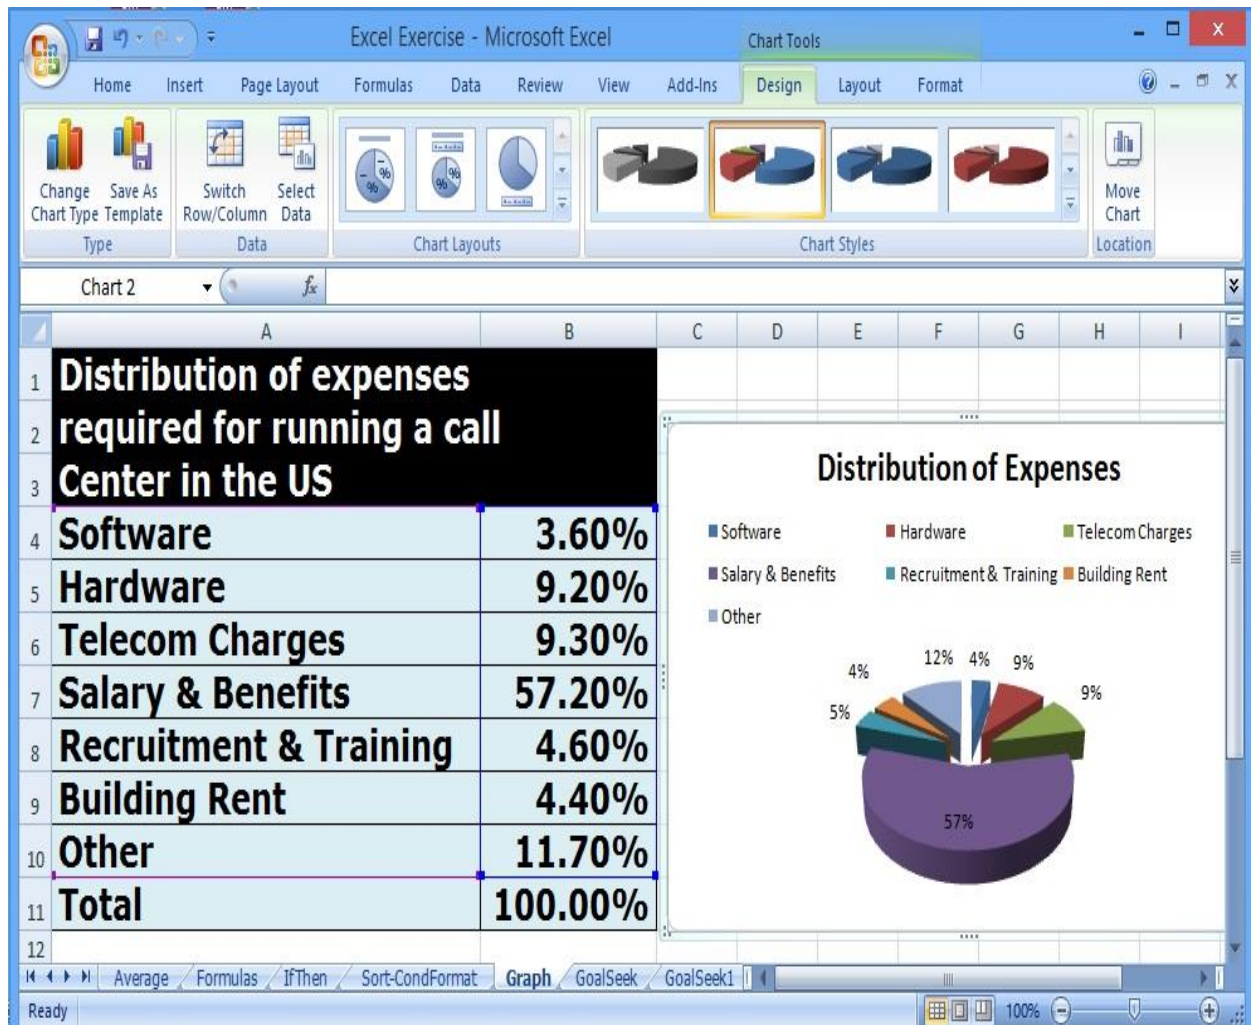 Excel Exercise - Microsoft Excel
Chart Tools
Home Insert Page Layout Formulas Data Review View Add-Ins Design Layout Format
Change Chart Type
Save As Template
Switch Row/Column
Select Data
Move Chart
Type Data Chart Layouts Chart Styles Location
Chart 2 fx
A B C D E F G H I
1 Distribution of expenses
2 required for running a call
3 Center in the US
4 Software 3.60%
5 Hardware 9.20%
6 Telecom Charges 9.30%
7 Salary & Benefits 57.20%
8 Recruitment & Training 4.60%
9 Building Rent 4.40%
10 Other 11.70%
11 Total 100.00%
12
Distribution of Expenses
Software Hardware Telecom Charges
Salary & Benefits Recruitment & Training Building Rent
Other
4% 12% 4% 9%
5% 9%
57%
Average Formulas IfThen Sort-CondFormat Graph GoalSeek GoalSeek1
Ready 100%